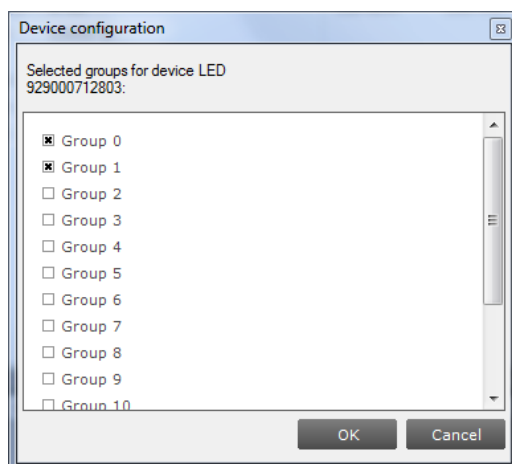 Device configuration
Selected groups for device LED
929000712803:
Group 0
Group 1
Group 2
Group 3
Group 4
Group 5
Group 6
Group 7
Group 8
Group 9
Group 10
OK Cancel